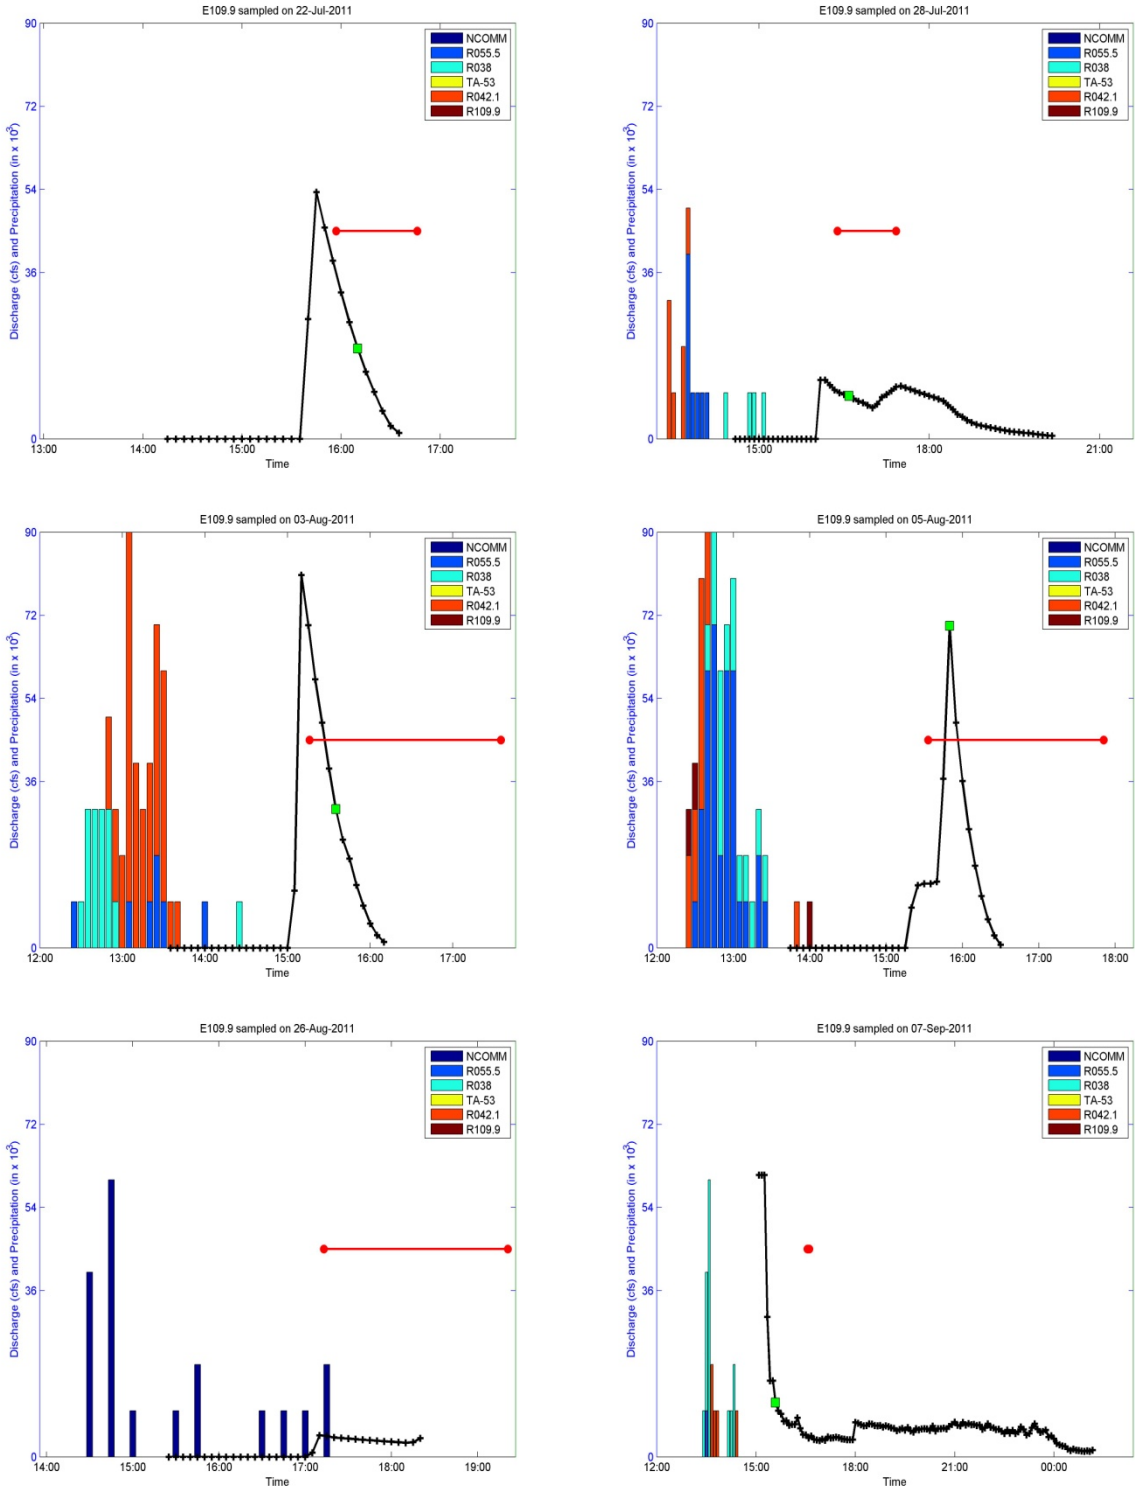 E109.9 sampled on 22-Jul-2011
90
72
54
36
18
0
Discharge (cfs) and Precipitation (in x 10³)
NCOMM
R055.5
R038
TA-53
R042.1
R109.9
13:00 14:00 15:00 16:00 17:00
Time
E109.9 sampled on 28-Jul-2011
90
72
54
36
18
0
Discharge (cfs) and Precipitation (in x 10³)
NCOMM
R055.5
R038
TA-53
R042.1
R109.9
15:00 18:00 21:00
Time
E109.9 sampled on 03-Aug-2011
90
72
54
36
18
0
Discharge (cfs) and Precipitation (in x 10³)
NCOMM
R055.5
R038
TA-53
R042.1
R109.9
12:00 13:00 14:00 15:00 16:00 17:00
Time
E109.9 sampled on 05-Aug-2011
90
72
54
36
18
0
Discharge (cfs) and Precipitation (in x 10³)
NCOMM
R055.5
R038
TA-53
R042.1
R109.9
12:00 13:00 14:00 15:00 16:00 17:00 18:00
Time
E109.9 sampled on 26-Aug-2011
90
72
54
36
18
0
Discharge (cfs) and Precipitation (in x 10³)
NCOMM
R055.5
R038
TA-53
R042.1
R109.9
14:00 15:00 16:00 17:00 18:00 19:00
Time
E109.9 sampled on 07-Sep-2011
90
72
54
36
18
0
Discharge (cfs) and Precipitation (in x 10³)
NCOMM
R055.5
R038
TA-53
R042.1
R109.9
12:00 15:00 18:00 21:00 00:00
Time